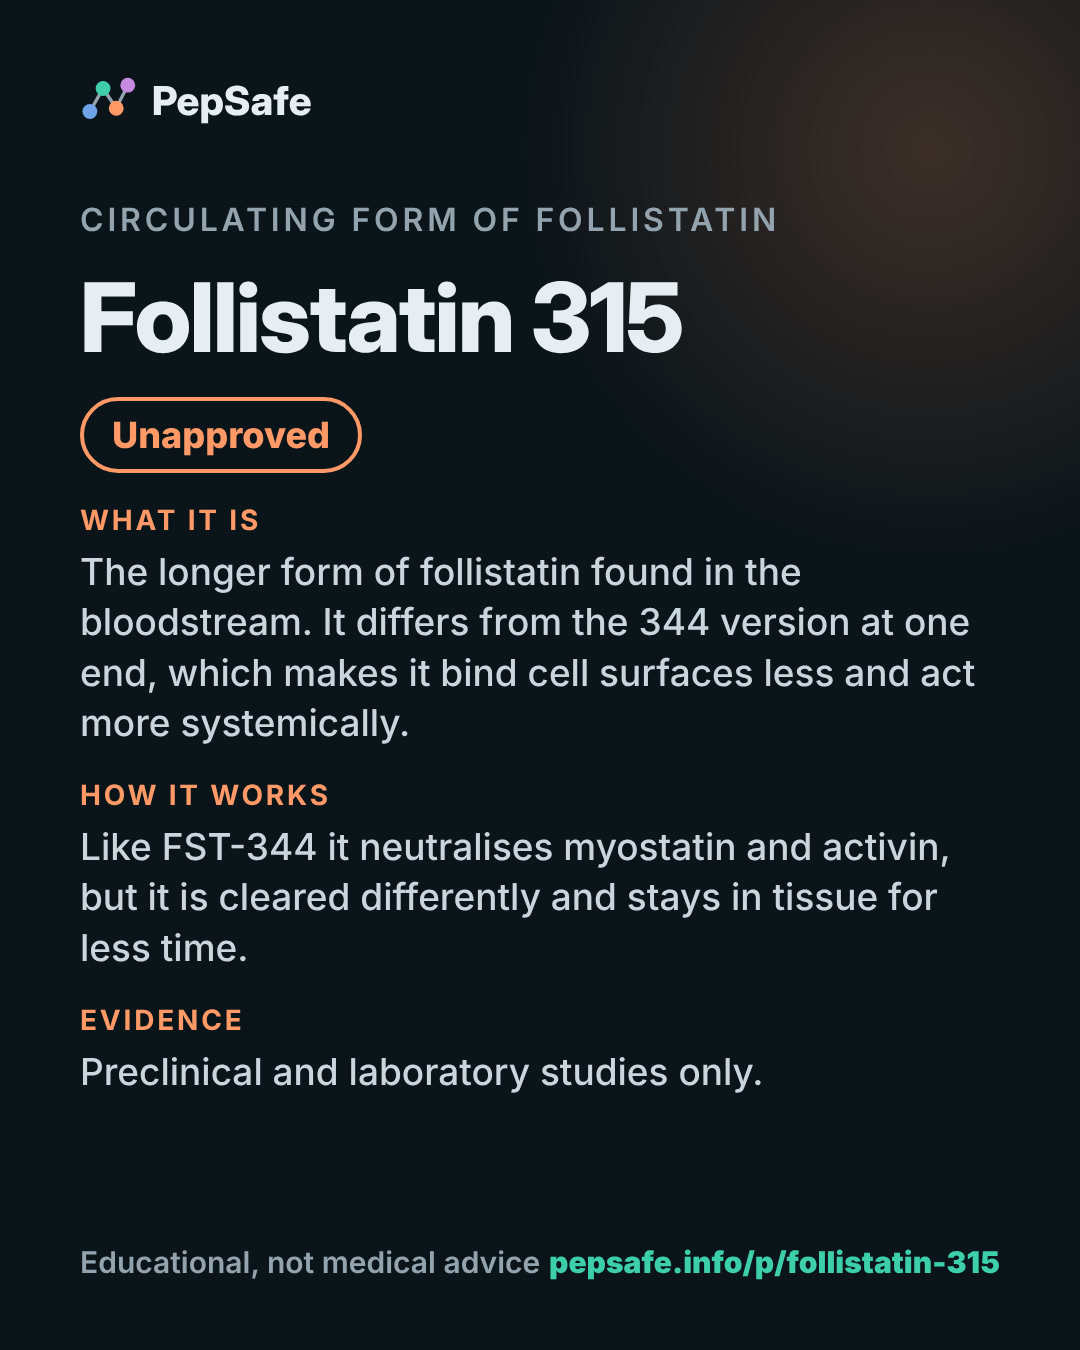 PepSafe
CIRCULATING FORM OF FOLLISTATIN
Follistatin 315
Unapproved
WHAT IT IS
The longer form of follistatin found in the
bloodstream. It differs from the 344 version at one
end, which makes it bind cell surfaces less and act
more systemically.
HOW IT WORKS
Like FST-344 it neutralises myostatin and activin,
but it is cleared differently and stays in tissue for
less time.
EVIDENCE
Preclinical and laboratory studies only.
Educational, not medical advice pepsafe.info/p/follistatin-315